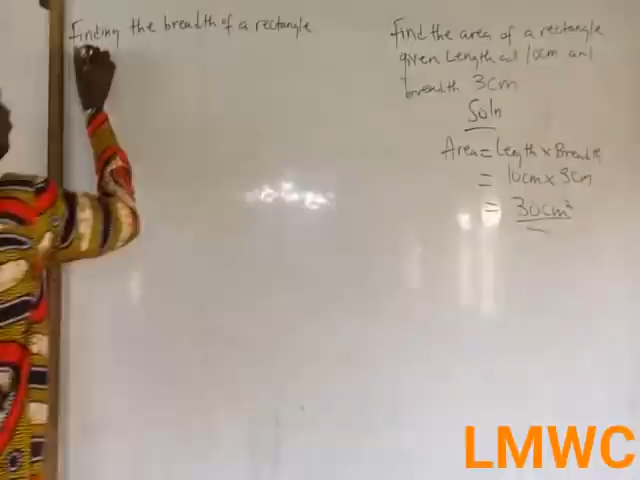 Finding the breadth of a rectangle
Find the area of a rectangle
given Length and 10cm and
breadth 3cm
Soln
Area = Length x Breadth
= 10cm x 3cm
= 30cm²
LMWC